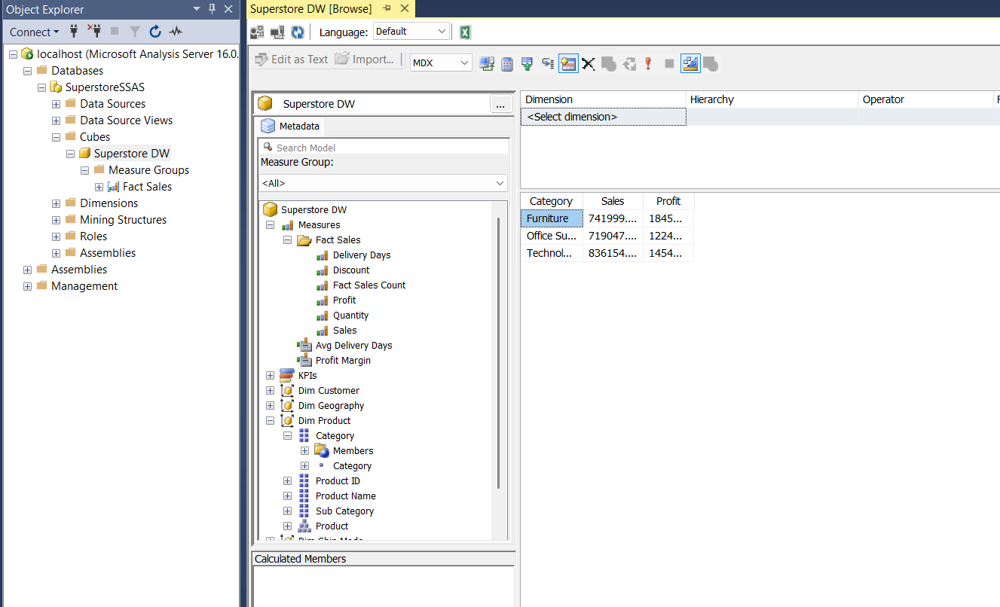 Object Explorer
Connect
localhost (Microsoft Analysis Server 16.0.
Databases
SuperstoreSSAS
Data Sources
Data Source Views
Cubes
Superstore DW
Measure Groups
Fact Sales
Dimensions
Mining Structures
Roles
Assemblies
Assemblies
Management
Superstore DW [Browse]
Language: Default
Edit as Text Import... MDX
Superstore DW ...
Metadata
Search Model
Measure Group:
<All>
Superstore DW
Measures
Fact Sales
Delivery Days
Discount
Fact Sales Count
Profit
Quantity
Sales
Avg Delivery Days
Profit Margin
KPIs
Dim Customer
Dim Geography
Dim Product
Category
Members
Category
Product ID
Product Name
Sub Category
Product
Dim Ship Mode
Calculated Members
Dimension Hierarchy Operator F
<Select dimension>
Category Sales Profit
Furniture 741999.... 1845...
Office Su... 719047.... 1224...
Technol... 836154.... 1454...